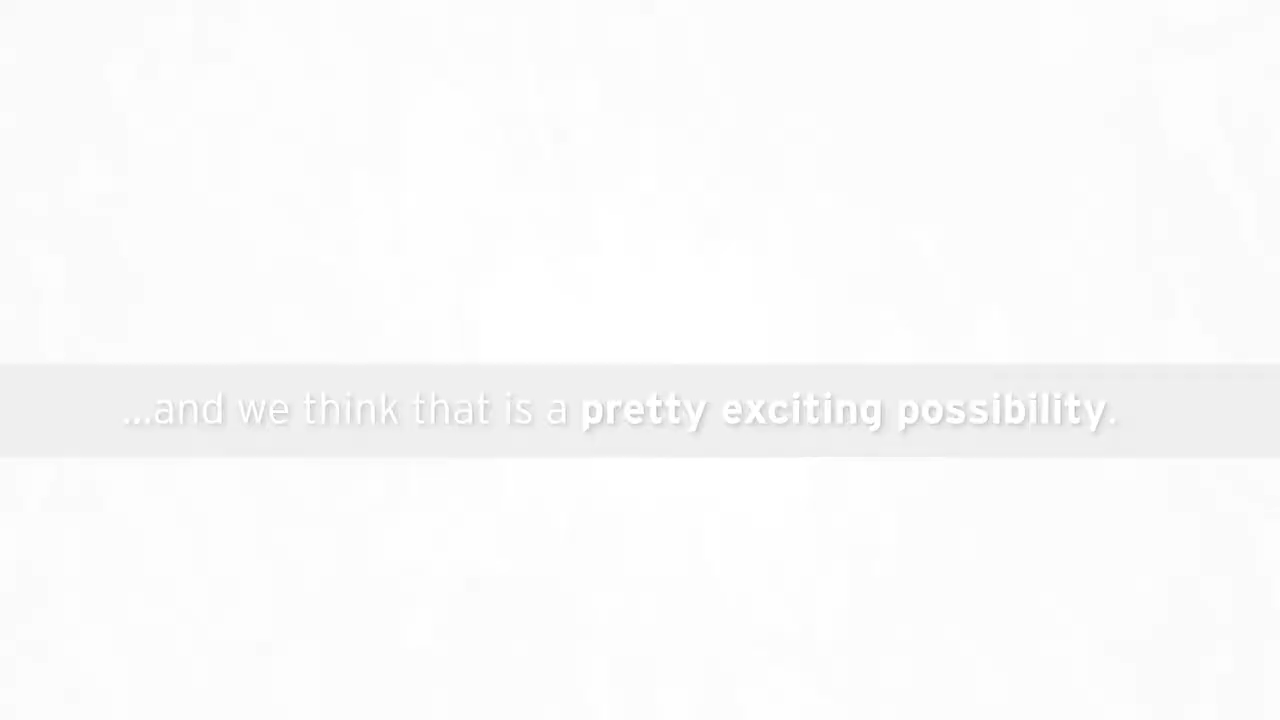 ...and we think that is a pretty exciting possibility.